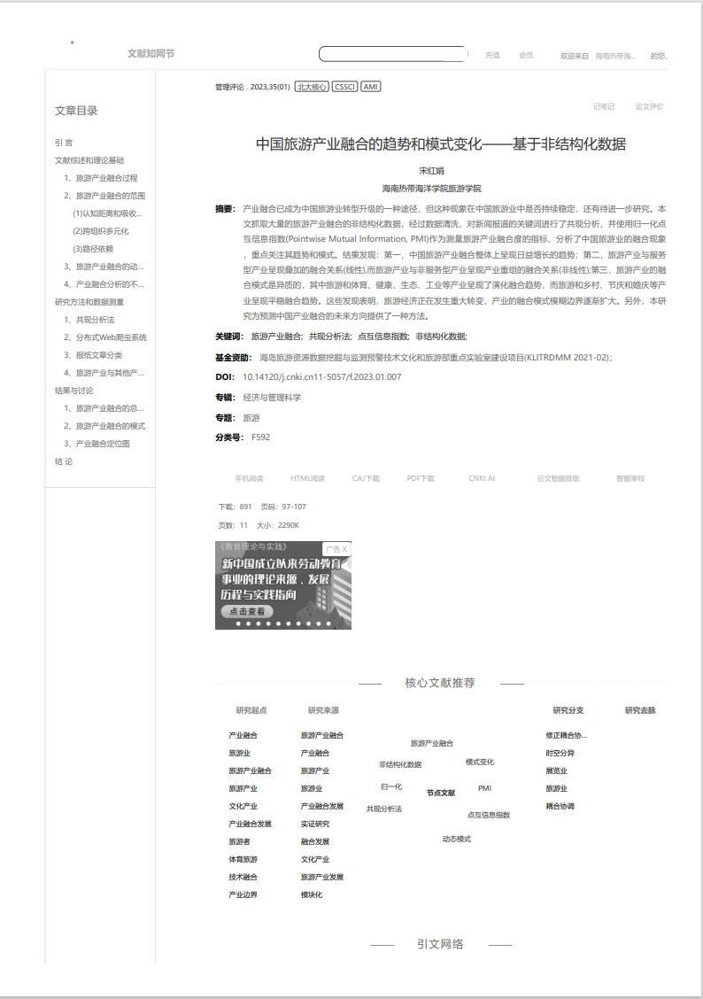 文献知网节
充值 会员 欢迎来自 海南热带海... 的您,
文章目录
引 言
文献综述和理论基础
1、旅游产业融合过程
2、旅游产业融合的范围
(1)认知距离和吸收...
(2)跨组织多元化
(3)路径依赖
3、旅游产业融合的动...
4、产业融合分析的不...
研究方法和数据测量
1、共现分析法
2、分布式Web爬虫系统
3、报纸文章分类
4、旅游产业与其他产...
结果与讨论
1、旅游产业融合的总...
2、旅游产业融合的模式
3、产业融合定位图
结 论
管理评论 . 2023,35(01) 北大核心 CSSCI AMI
记笔记 论文评价
中国旅游产业融合的趋势和模式变化——基于非结构化数据
宋红娟
海南热带海洋学院旅游学院
摘要： 产业融合已成为中国旅游业转型升级的一种途径，但这种现象在中国旅游业中是否持续稳定，还有待进一步研究。本
文抓取大量的旅游产业融合的非结构化数据，经过数据清洗，对新闻报道的关键词进行了共现分析，并使用归一化点
互信息指数(Pointwise Mutual Information, PMI)作为测量旅游产业融合度的指标，分析了中国旅游业的融合现象
，重点关注其趋势和模式。结果发现：第一，中国旅游产业融合整体上呈现日益增长的趋势；第二，旅游产业与服务
型产业呈现叠加的融合关系(线性),而旅游产业与非服务型产业呈现产业重组的融合关系(非线性);第三，旅游产业的融
合模式是异质的，其中旅游和体育、健康、生态、工业等产业呈现了演化融合趋势，而旅游和乡村、节庆和婚庆等产
业呈现平稳融合趋势。这些发现表明，旅游经济正在发生重大转变，产业的融合模式模糊边界逐渐扩大。另外，本研
究为预测中国产业融合的未来方向提供了一种方法。
关键词： 旅游产业融合; 共现分析法; 点互信息指数; 非结构化数据;
基金资助： 海岛旅游资源数据挖掘与监测预警技术文化和旅游部重点实验室建设项目(KLITRDMM 2021-02);
DOI： 10.14120/j.cnki.cn11-5057/f.2023.01.007
专辑： 经济与管理科学
专题： 旅游
分类号： F592
手机阅读 HTML阅读 CAJ下载 PDF下载 CNKI AI 论文智能排版 智能审校
下载：891 页码：97-107
页数：11 大小：2290K
《教育理论与实践》 广告 X
新中国成立以来劳动教育
事业的理论来源、发展
历程与实践指向
点击查看
核心文献推荐
研究起点 研究来源 研究分支 研究去脉
产业融合
旅游业
旅游产业融合
旅游产业
文化产业
产业融合发展
旅游者
体育旅游
技术融合
产业边界
旅游产业融合
产业融合
旅游产业
旅游业
产业融合发展
实证研究
融合发展
文化产业
旅游产业发展
模块化
旅游产业融合
非结构化数据 模式变化
归一化 节点文献 PMI
共现分析法 点互信息指数
动态模式
修正耦合协...
时空分异
展览业
旅游业
耦合协调
引文网络